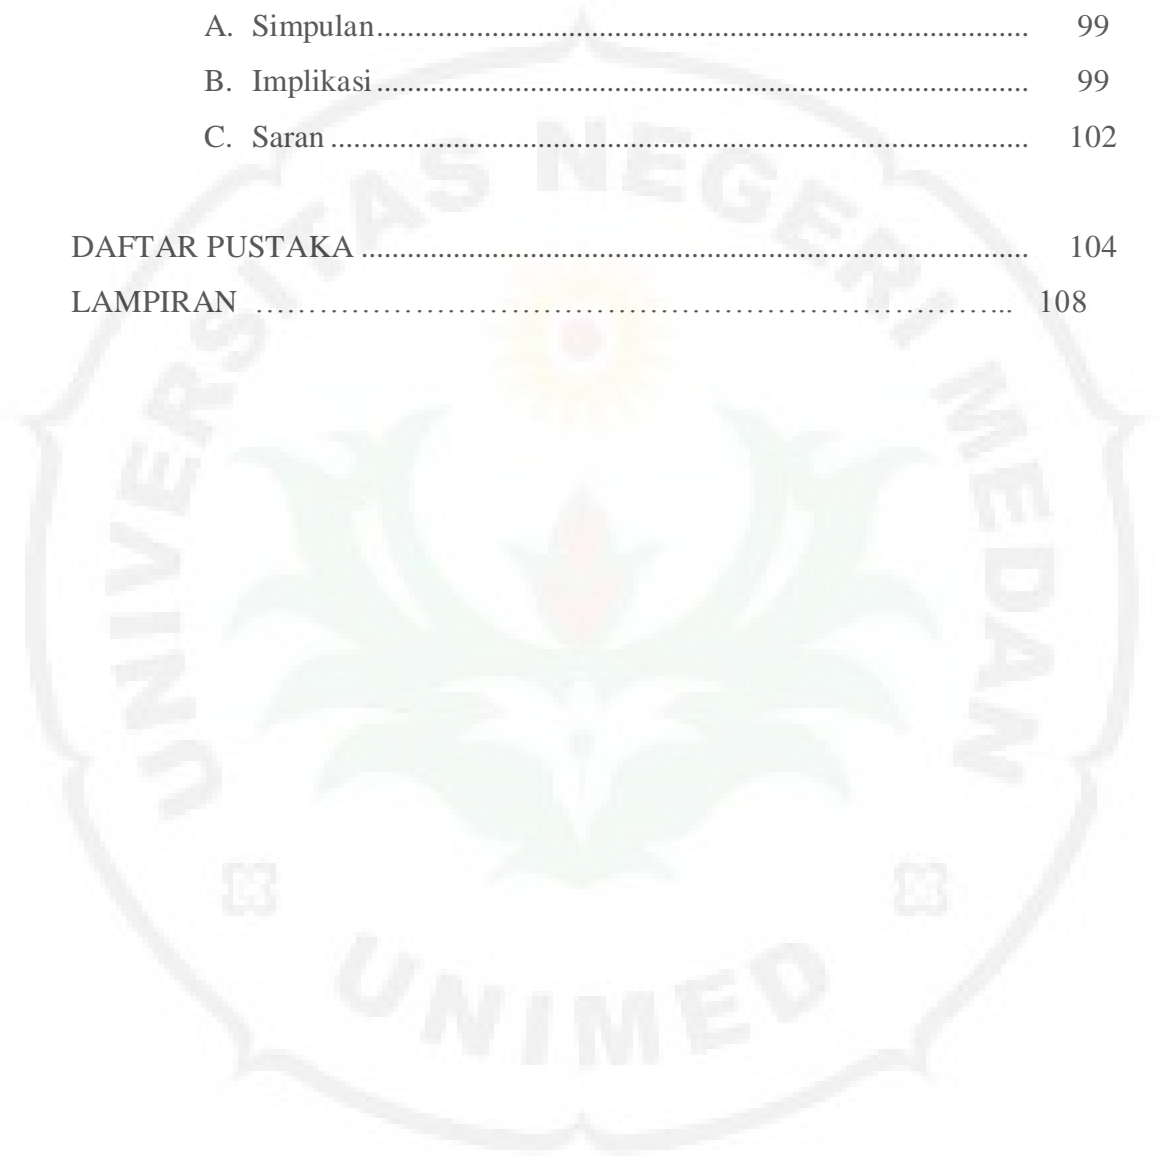 A. Simpulan................................................................................... 99
B. Implikasi................................................................................... 99
C. Saran ......................................................................................... 102
DAFTAR PUSTAKA ..................................................................................... 104
LAMPIRAN ………………………………………………………………... 108
UNIVERSITAS NEGERI MEDAN
UNIMED